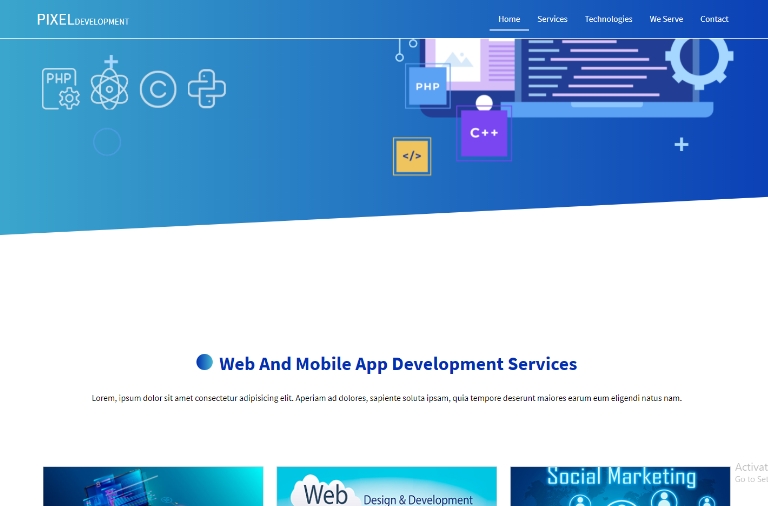 PIXELDEVELOPMENT
Home Services Technologies We Serve Contact
PHP
PHP
C
C++
</>
Web And Mobile App Development Services
Lorem, ipsum dolor sit amet consectetur adipisicing elit. Aperiam ad dolores, sapiente soluta ipsam, quia tempore deserunt maiores earum eum eligendi natus nam.
Web Design & Development
Social Marketing
Activat
Go to Set